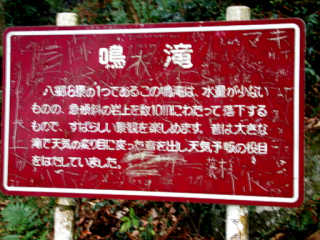 鳴滝
八郷名景の1つであるこの鳴滝は、水量が少ない
ものの、急傾斜の岩上を数10mにわたって落下する
もので、すばらしい景観を楽しめます。昔は大きな
滝で天気の変り目に変った音を出し天気予報の役目
をはたしていました。
マキ